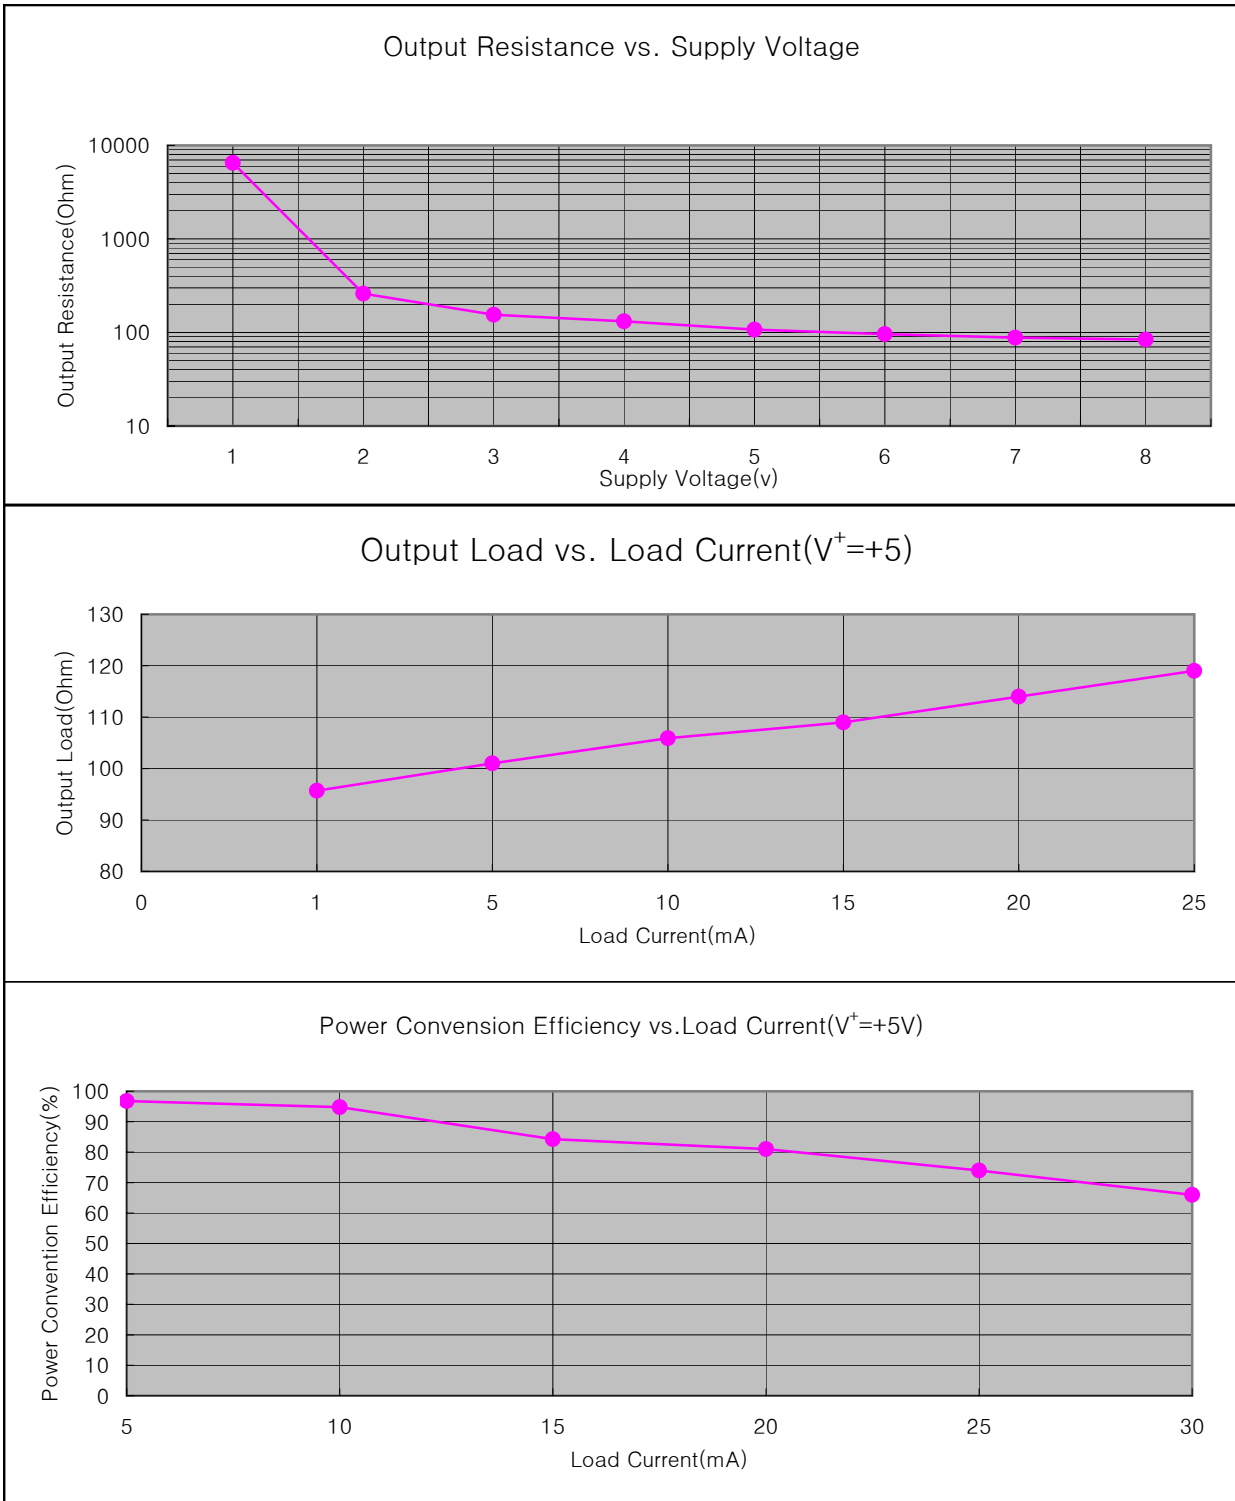 Output Resistance vs. Supply Voltage
Output Resistance(Ohm)
10000
1000
100
10
1 2 3 4 5 6 7 8
Supply Voltage(v)
Output Load vs. Load Current(V⁺=+5)
Output Load(Ohm)
130
120
110
100
90
80
0 1 5 10 15 20 25
Load Current(mA)
Power Convension Efficiency vs.Load Current(V⁺=+5V)
Power Convention Efficiency(%)
100
90
80
70
60
50
40
30
20
10
0
5 10 15 20 25 30
Load Current(mA)